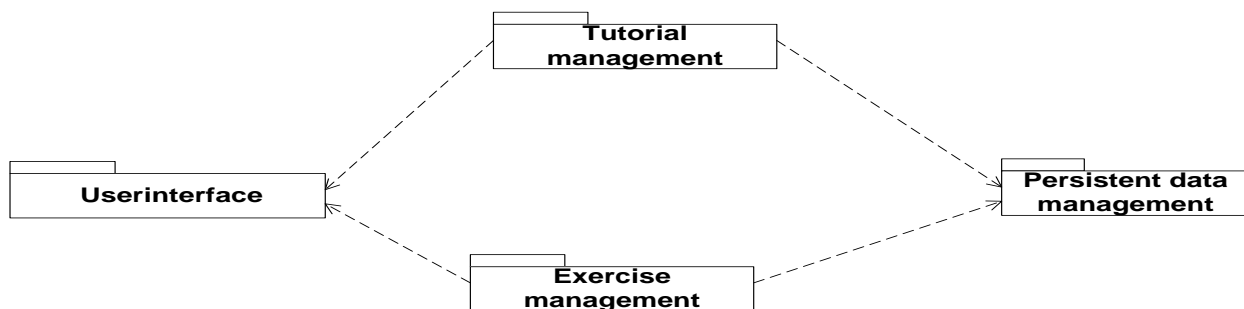 Tutorial
management
Userinterface
Persistent data
management
Exercise
management